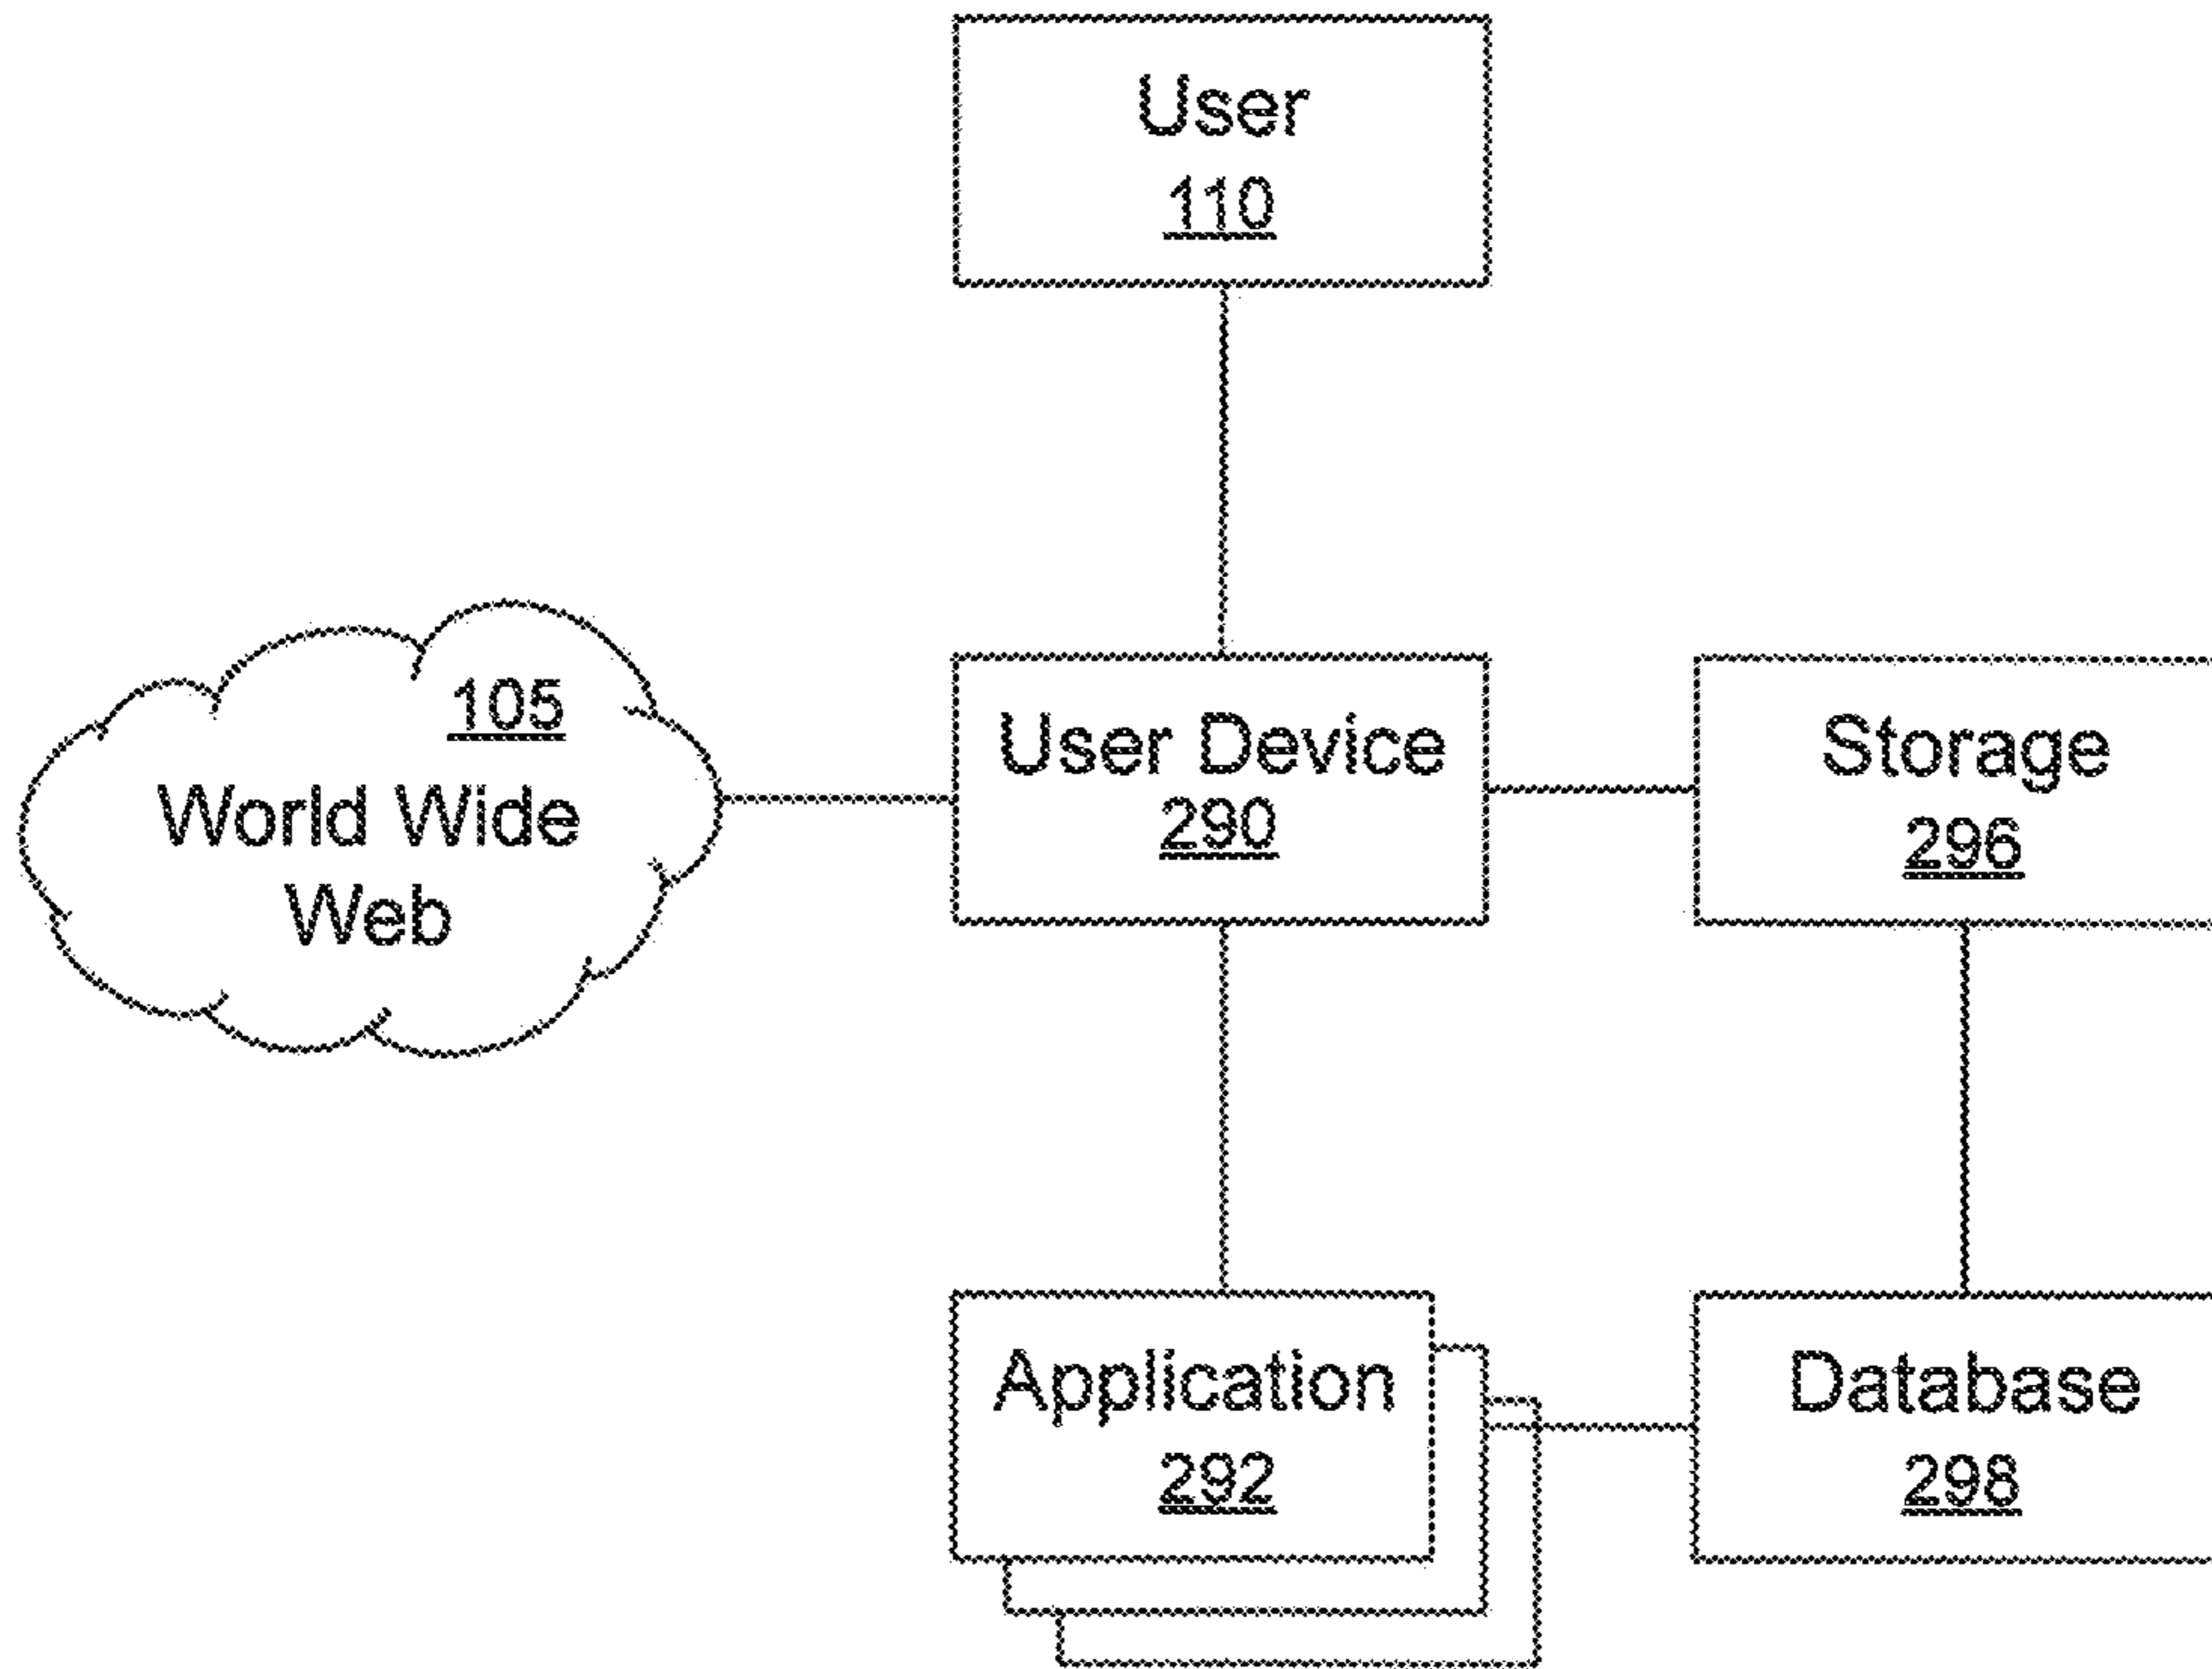 User
110
105
World Wide
Web
User Device
290
Storage
296
Application
292
Database
298